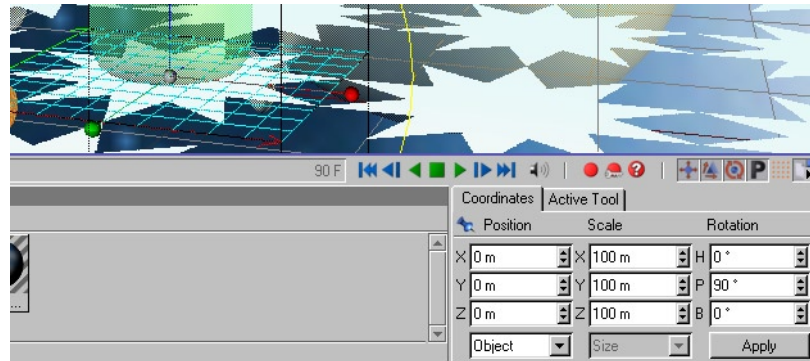 90 F
P
Coordinates Active Tool
Position Scale Rotation
X 0 m X 100 m H 0 °
Y 0 m Y 100 m P 90 °
Z 0 m Z 100 m B 0 °
...
Object Size Apply